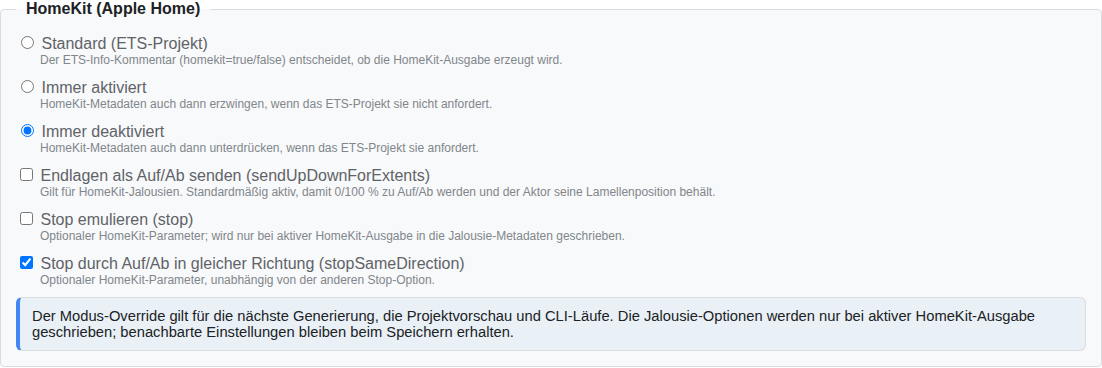 HomeKit (Apple Home)
Standard (ETS-Projekt)
Der ETS-Info-Kommentar (homekit=true/false) entscheidet, ob die HomeKit-Ausgabe erzeugt wird.
Immer aktiviert
HomeKit-Metadaten auch dann erzwingen, wenn das ETS-Projekt sie nicht anfordert.
Immer deaktiviert
HomeKit-Metadaten auch dann unterdrücken, wenn das ETS-Projekt sie anfordert.
Endlagen als Auf/Ab senden (sendUpDownForExtents)
Gilt für HomeKit-Jalousien. Standardmäßig aktiv, damit 0/100 % zu Auf/Ab werden und der Aktor seine Lamellenposition behält.
Stop emulieren (stop)
Optionaler HomeKit-Parameter; wird nur bei aktiver HomeKit-Ausgabe in die Jalousie-Metadaten geschrieben.
Stop durch Auf/Ab in gleicher Richtung (stopSameDirection)
Optionaler HomeKit-Parameter, unabhängig von der anderen Stop-Option.
Der Modus-Override gilt für die nächste Generierung, die Projektvorschau und CLI-Läufe. Die Jalousie-Optionen werden nur bei aktiver HomeKit-Ausgabe
geschrieben; benachbarte Einstellungen bleiben beim Speichern erhalten.